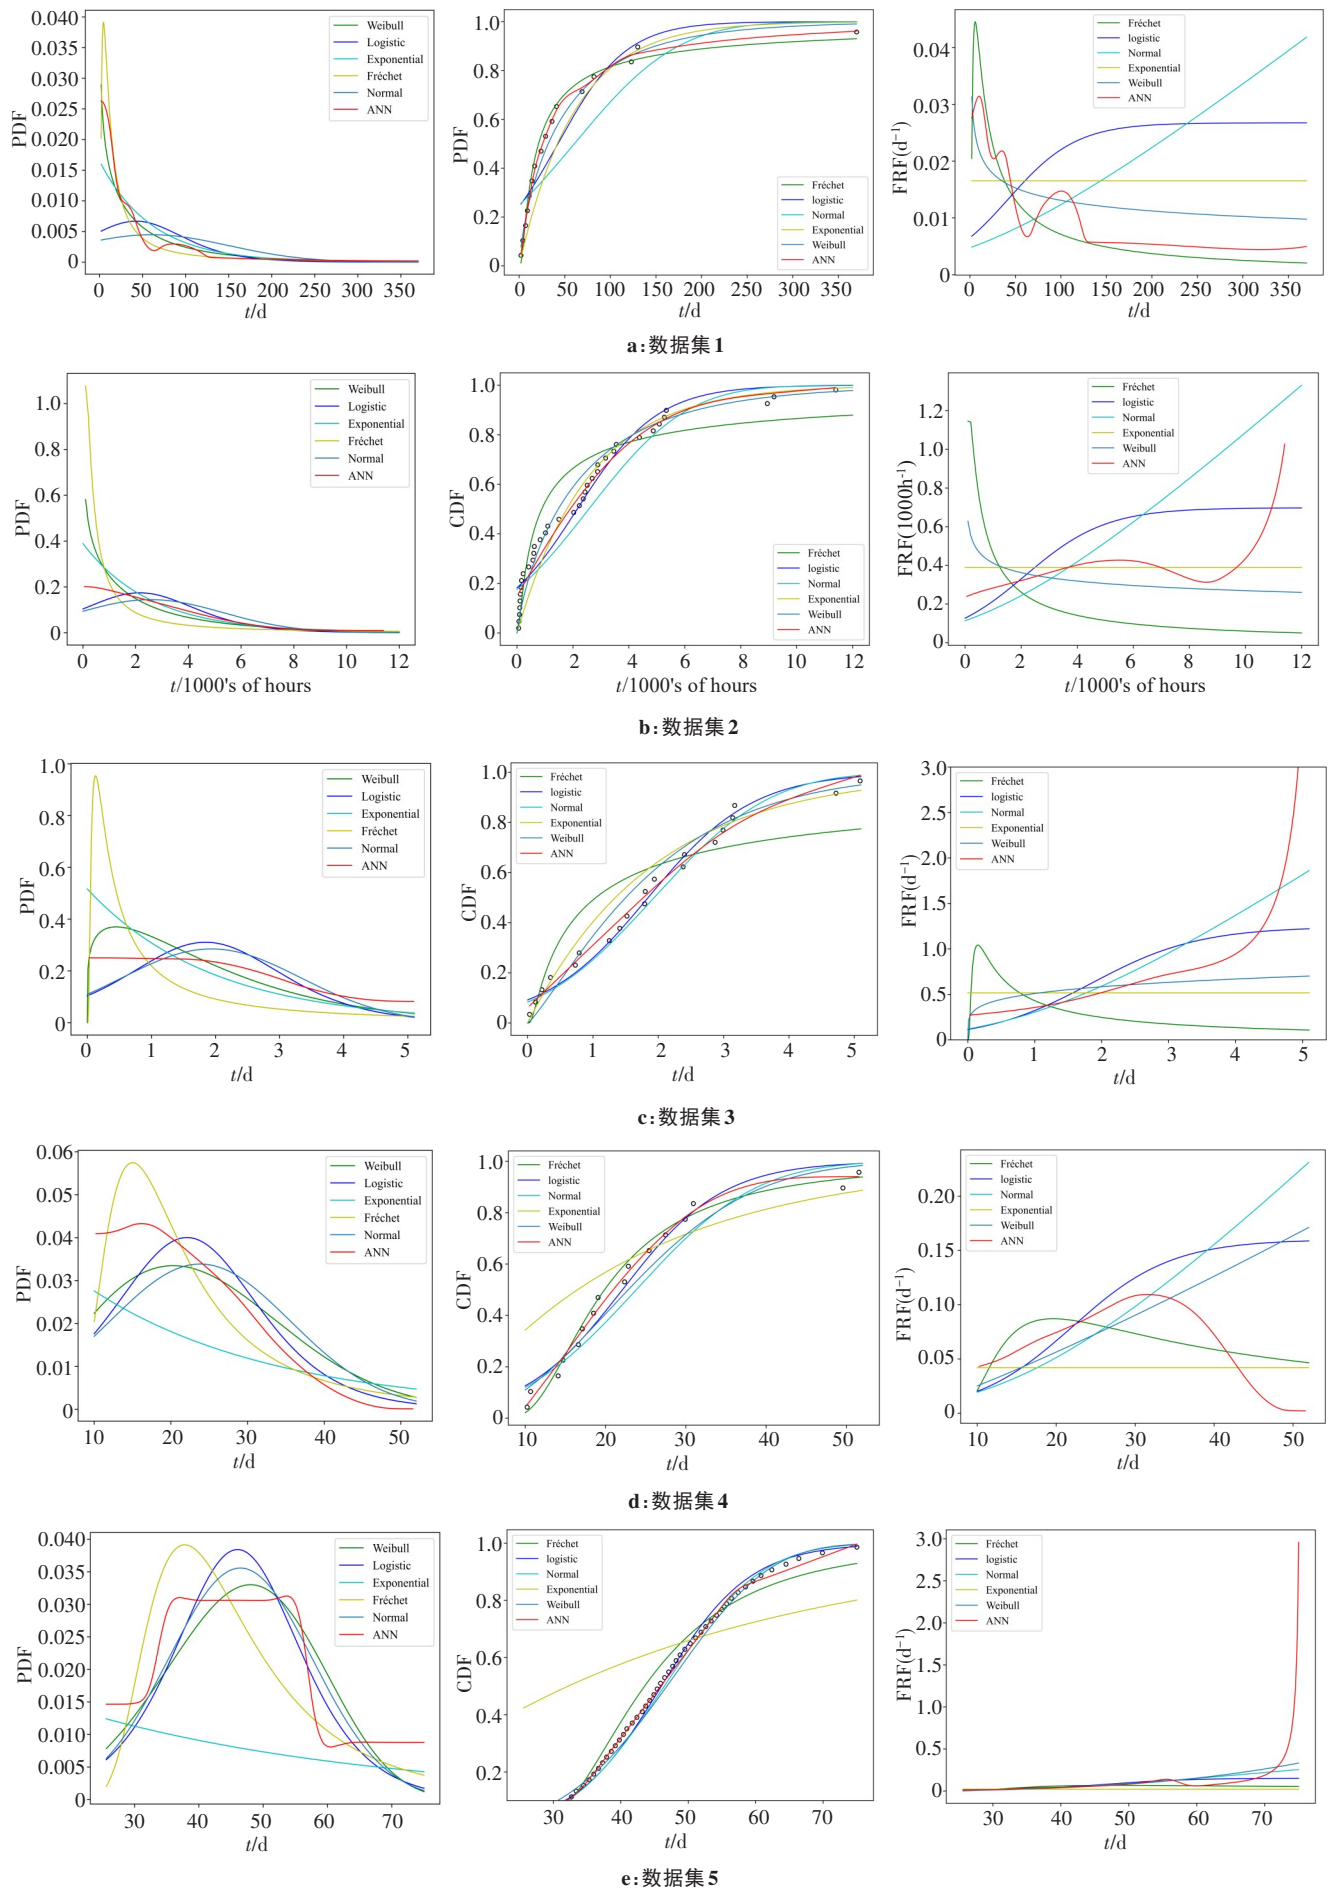 0.040
0.035
0.030
0.025
0.020
0.015
0.010
0.005
0
PDF
Weibull
Logistic
Exponential
Fréchet
Normal
ANN
0 50 100 150 200 250 300 350
t/d
1.0
0.8
0.6
0.4
0.2
0
PDF
Fréchet
logistic
Normal
Exponential
Weibull
ANN
0 50 100 150 200 250 300 350
t/d
0.04
0.03
0.02
0.01
0
FRF(d⁻¹)
Fréchet
logistic
Normal
Exponential
Weibull
ANN
0 50 100 150 200 250 300 350
t/d
a:数据集1
1.0
0.8
0.6
0.4
0.2
0
PDF
Weibull
Logistic
Exponential
Fréchet
Normal
ANN
0 2 4 6 8 10 12
t/1000's of hours
1.0
0.8
0.6
0.4
0.2
0
CDF
Fréchet
logistic
Normal
Exponential
Weibull
ANN
0 2 4 6 8 10 12
t/1000's of hours
1.2
1.0
0.8
0.6
0.4
0.2
0
FRF(1000h⁻¹)
Fréchet
logistic
Normal
Exponential
Weibull
ANN
0 2 4 6 8 10 12
t/1000's of hours
b:数据集2
1.0
0.8
0.6
0.4
0.2
0
PDF
Weibull
Logistic
Exponential
Fréchet
Normal
ANN
0 1 2 3 4 5
t/d
1.0
0.8
0.6
0.4
0.2
0
CDF
Fréchet
logistic
Normal
Exponential
Weibull
ANN
0 1 2 3 4 5
t/d
3.0
2.5
2.0
1.5
1.0
0.5
0
FRF(d⁻¹)
Fréchet
logistic
Normal
Exponential
Weibull
ANN
0 1 2 3 4 5
t/d
c:数据集3
0.06
0.05
0.04
0.03
0.02
0.01
0
PDF
Weibull
Logistic
Exponential
Fréchet
Normal
ANN
10 20 30 40 50
t/d
1.0
0.8
0.6
0.4
0.2
0
CDF
Fréchet
logistic
Normal
Exponential
Weibull
ANN
10 20 30 40 50
t/d
0.20
0.15
0.10
0.05
0
FRF(d⁻¹)
Fréchet
logistic
Normal
Exponential
Weibull
ANN
10 20 30 40 50
t/d
d:数据集4
0.040
0.035
0.030
0.025
0.020
0.015
0.010
0.005
0
PDF
Weibull
Logistic
Exponential
Fréchet
Normal
ANN
30 40 50 60 70
t/d
1.0
0.8
0.6
0.4
0.2
CDF
Fréchet
logistic
Normal
Exponential
Weibull
ANN
30 40 50 60 70
t/d
3.0
2.5
2.0
1.5
1.0
0.5
0
FRF(d⁻¹)
Fréchet
logistic
Normal
Exponential
Weibull
ANN
30 40 50 60 70
t/d
e:数据集5